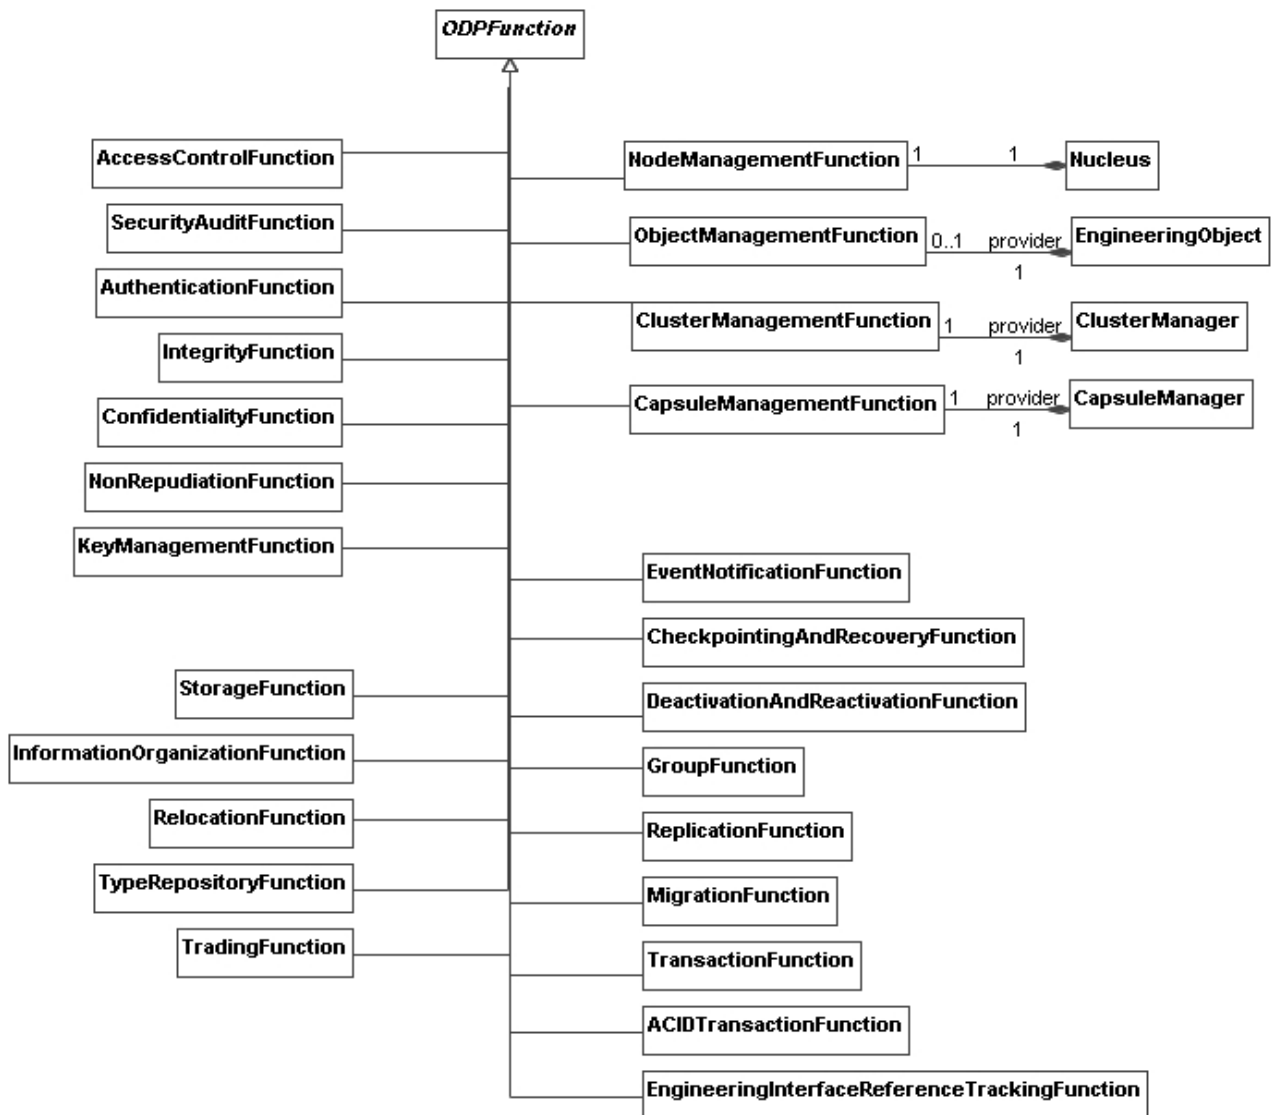 ODPFunction
AccessControlFunction
SecurityAuditFunction
AuthenticationFunction
IntegrityFunction
ConfidentialityFunction
NonRepudiationFunction
KeyManagementFunction
StorageFunction
InformationOrganizationFunction
RelocationFunction
TypeRepositoryFunction
TradingFunction
NodeManagementFunction 1 1 Nucleus
ObjectManagementFunction 0..1 provider EngineeringObject
1
ClusterManagementFunction 1 provider ClusterManager
1
CapsuleManagementFunction 1 provider CapsuleManager
1
EventNotificationFunction
CheckpointingAndRecoveryFunction
DeactivationAndReactivationFunction
GroupFunction
ReplicationFunction
MigrationFunction
TransactionFunction
ACIDTransactionFunction
EngineeringInterfaceReferenceTrackingFunction